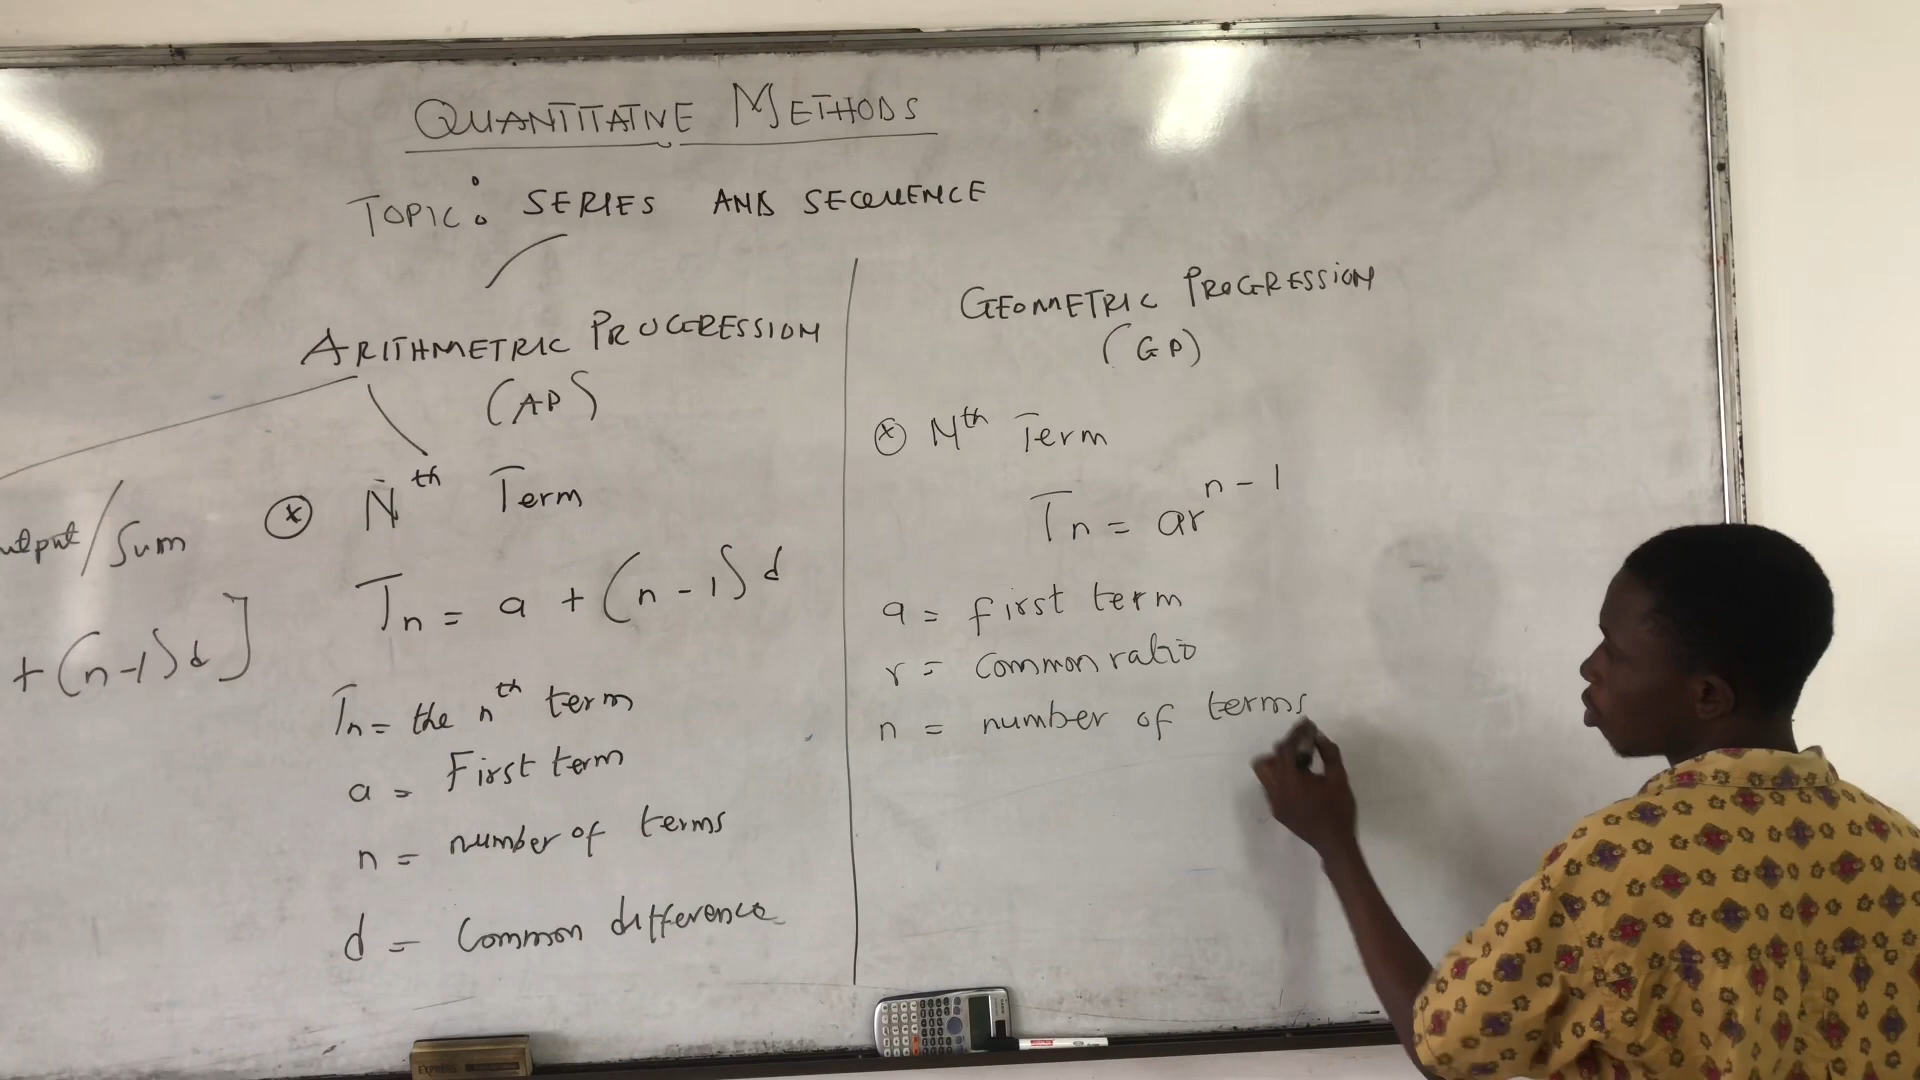 QUANTITATIVE METHODS
TOPIC: SERIES AND SEQUENCE
ARITHMETRIC PROGRESSION
(AP)
/Sum
+ (n-1)d]
* Nth Term
Tn = a + (n-1)d
Tn = the nth term
a = First term
n = number of terms
d = Common difference
GEOMETRIC PROGRESSION
(GP)
* Nth Term
Tn = ar^n-1
a = first term
r = Common ratio
n = number of terms
EXPRESS